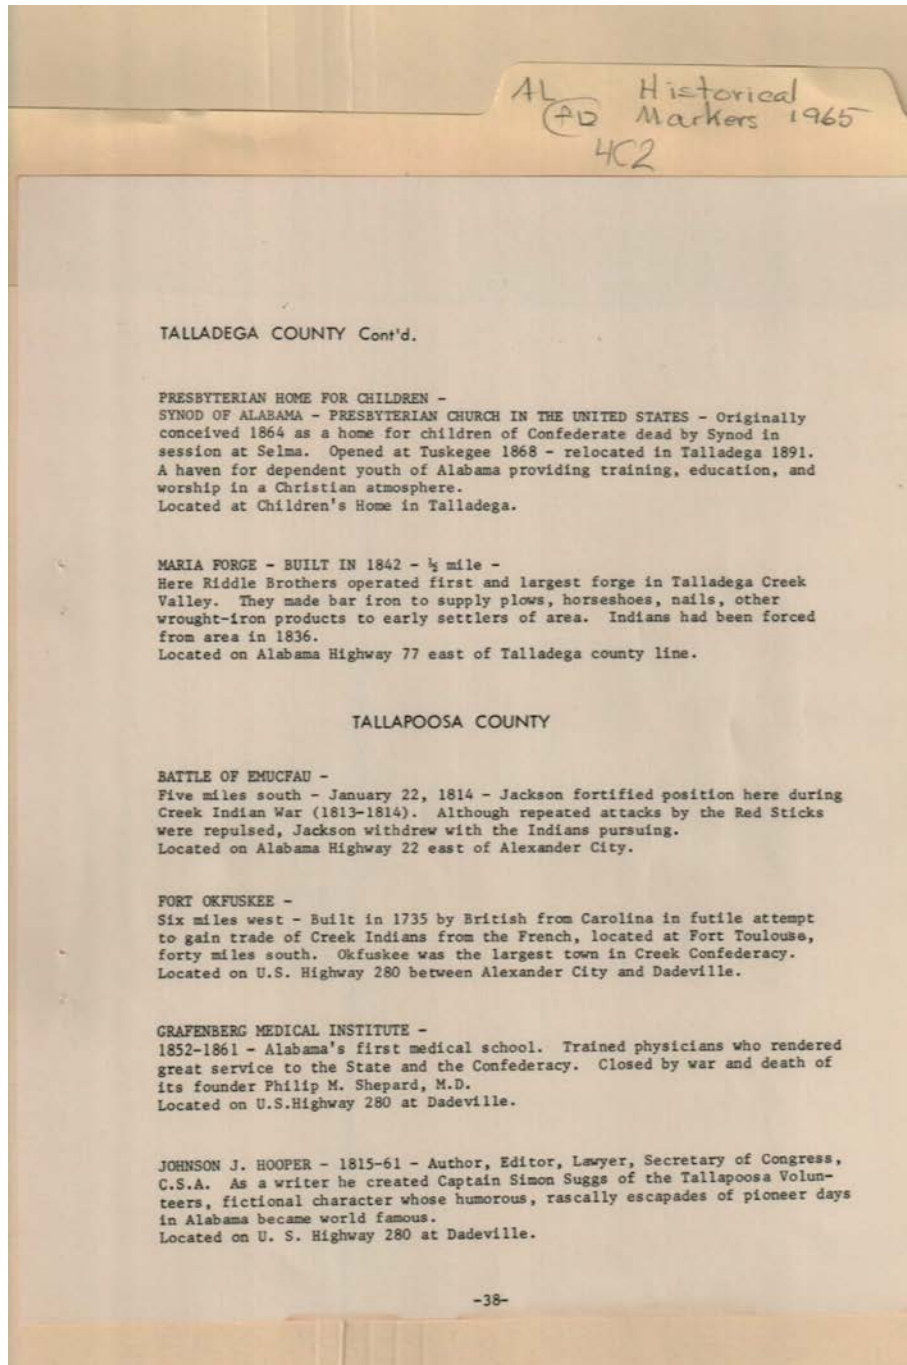 AL Historical
PD Markers 1965
4C2
TALLADEGA COUNTY Cont'd.
PRESBYTERIAN HOME FOR CHILDREN -
SYNOD OF ALABAMA - PRESBYTERIAN CHURCH IN THE UNITED STATES - Originally
conceived 1864 as a home for children of Confederate dead by Synod in
session at Selma. Opened at Tuskegee 1868 - relocated in Talladega 1891.
A haven for dependent youth of Alabama providing training, education, and
worship in a Christian atmosphere.
Located at Children's Home in Talladega.
MARIA FORGE - BUILT IN 1842 - ½ mile -
Here Riddle Brothers operated first and largest forge in Talladega Creek
Valley. They made bar iron to supply plows, horseshoes, nails, other
wrought-iron products to early settlers of area. Indians had been forced
from area in 1836.
Located on Alabama Highway 77 east of Talladega county line.
TALLAPOOSA COUNTY
BATTLE OF EMUCFAU -
Five miles south - January 22, 1814 - Jackson fortified position here during
Creek Indian War (1813-1814). Although repeated attacks by the Red Sticks
were repulsed, Jackson withdrew with the Indians pursuing.
Located on Alabama Highway 22 east of Alexander City.
FORT OKFUSKEE -
Six miles west - Built in 1735 by British from Carolina in futile attempt
to gain trade of Creek Indians from the French, located at Fort Toulouse,
forty miles south. Okfuskee was the largest town in Creek Confederacy.
Located on U.S. Highway 280 between Alexander City and Dadeville.
GRAFENBERG MEDICAL INSTITUTE -
1852-1861 - Alabama's first medical school. Trained physicians who rendered
great service to the State and the Confederacy. Closed by war and death of
its founder Philip M. Shepard, M.D.
Located on U.S.Highway 280 at Dadeville.
JOHNSON J. HOOPER - 1815-61 - Author, Editor, Lawyer, Secretary of Congress,
C.S.A. As a writer he created Captain Simon Suggs of the Tallapoosa Volun-
teers, fictional character whose humorous, rascally escapades of pioneer days
in Alabama became world famous.
Located on U. S. Highway 280 at Dadeville.
-38-